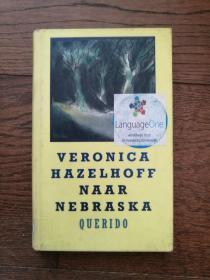 LanguageOne
VERONICA
HAZELHOFF
NAAR
NEBRASKA
QUERIDO